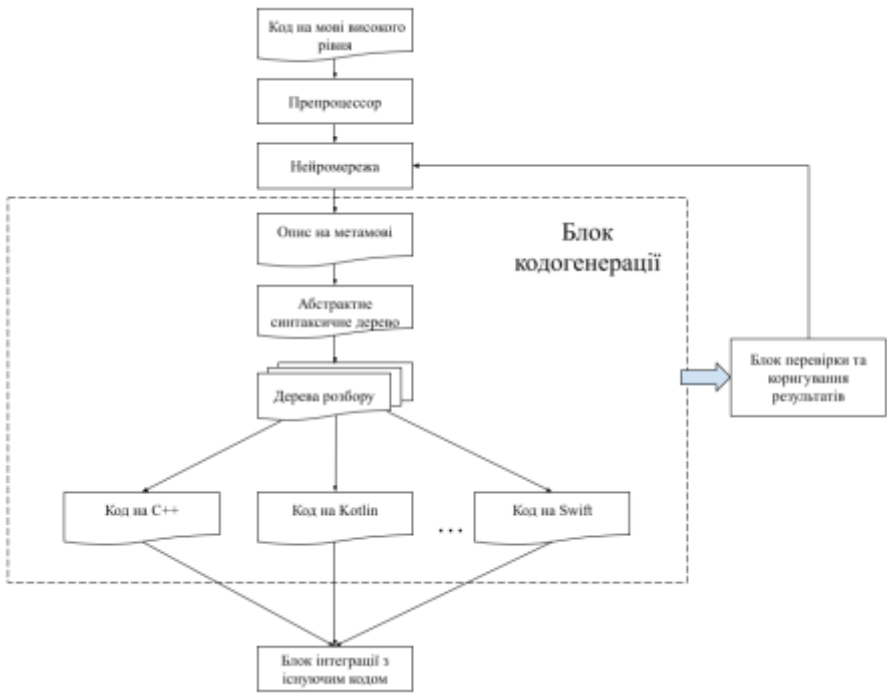 Код на мові високого
рівня
Препроцессор
Нейромережа
Опис на метамові
Блок
кодогенерації
Абстрактне
синтаксичне дерево
Блок перевірки та
коригування
результатів
Дерева розбору
Код на C++
Код на Kotlin
...
Код на Swift
Блок інтеграції з
існуючим кодом